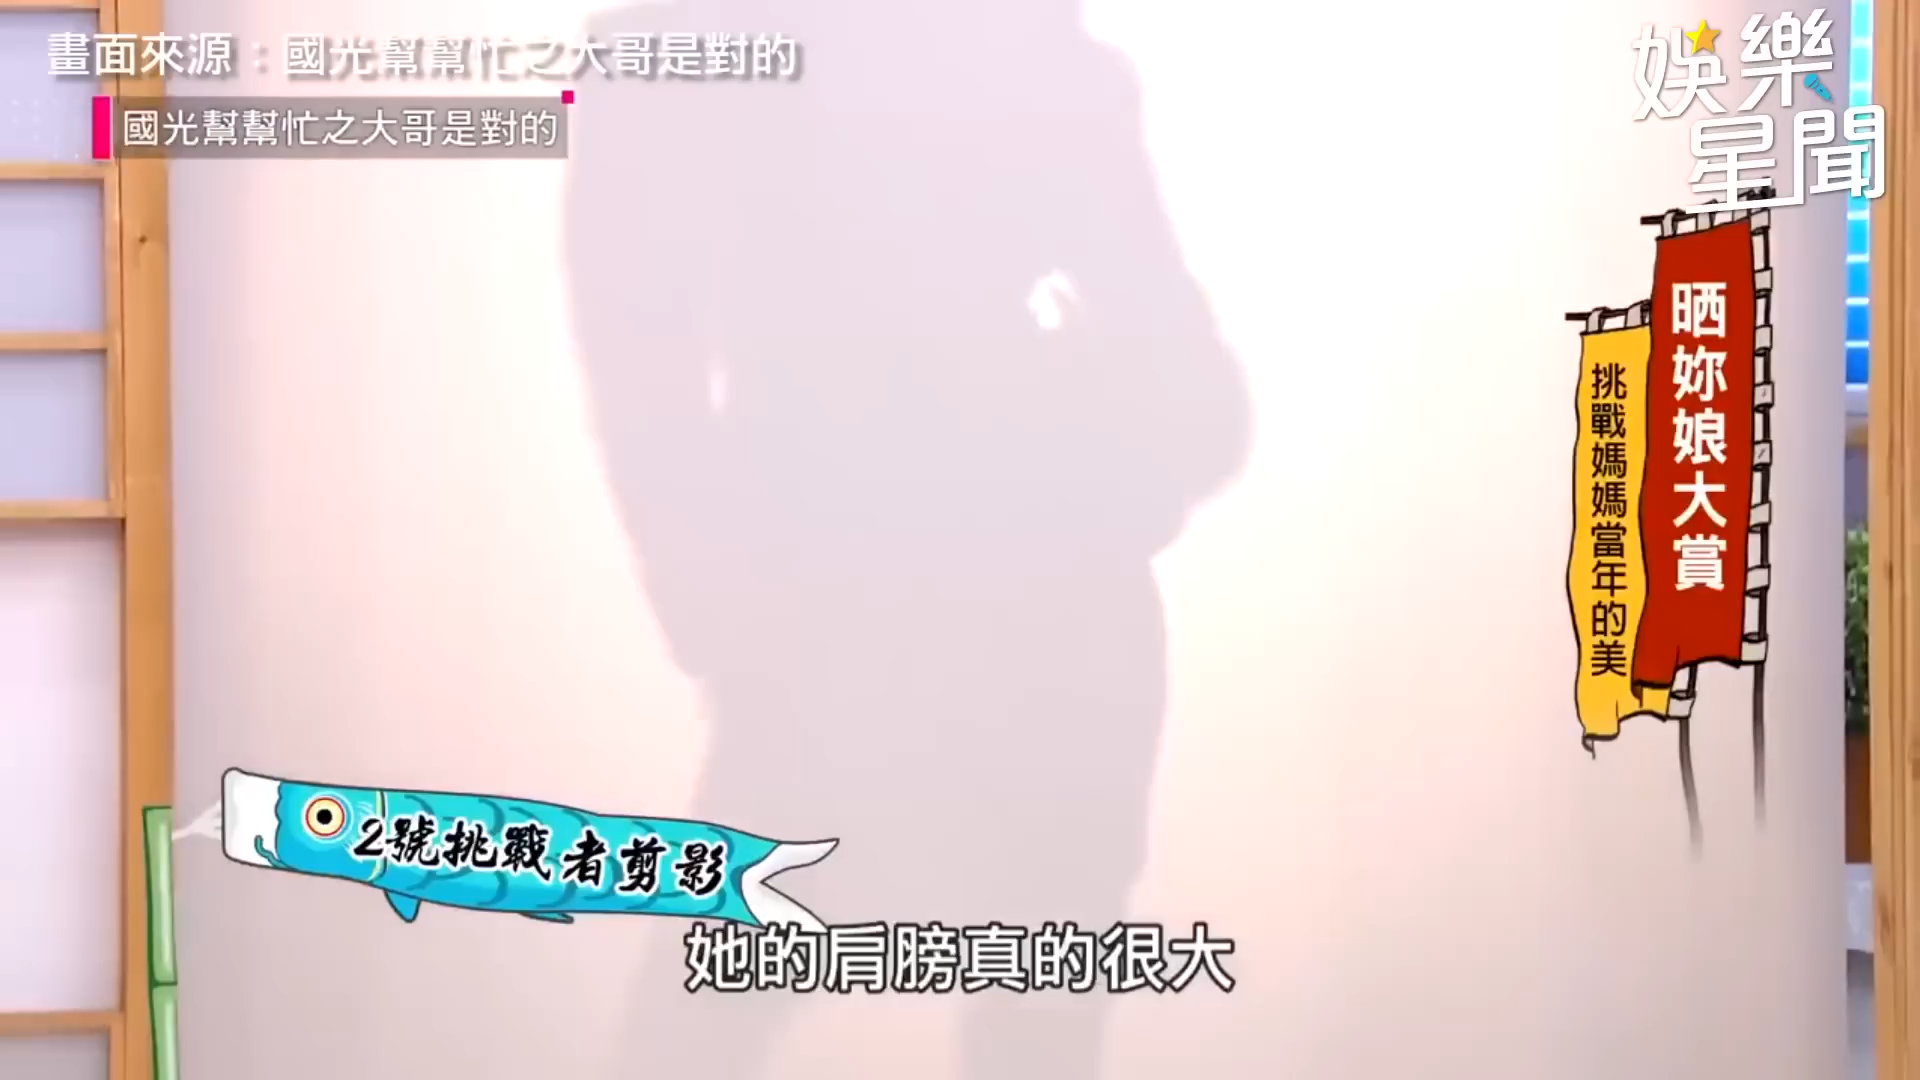 畫面來源：國光幫幫忙之大哥是對的
國光幫幫忙之大哥是對的
娛樂
星聞
晒妳娘大賞
挑戰媽媽當年的美
2號挑戰者剪影
她的肩膀真的很大